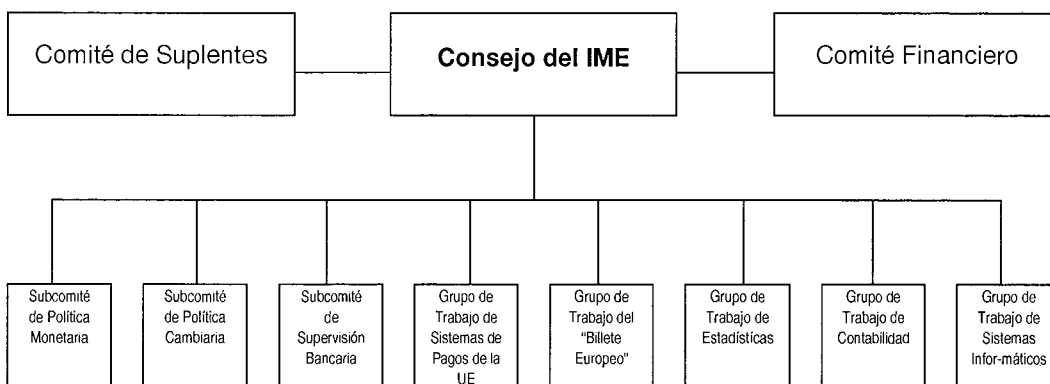 Comité de Suplentes
Consejo del IME
Comité Financiero
Subcomité
de Política
Monetaria
Subcomité
de Política
Cambiaria
Subcomité
de
Supervisión
Bancaria
Grupo de
Trabajo de
Sistemas de
Pagos de la
UE
Grupo de
Trabajo del
"Billete
Europeo"
Grupo de
Trabajo de
Estadísticas
Grupo de
Trabajo de
Contabilidad
Grupo de
Trabajo de
Sistemas
Infor-máticos